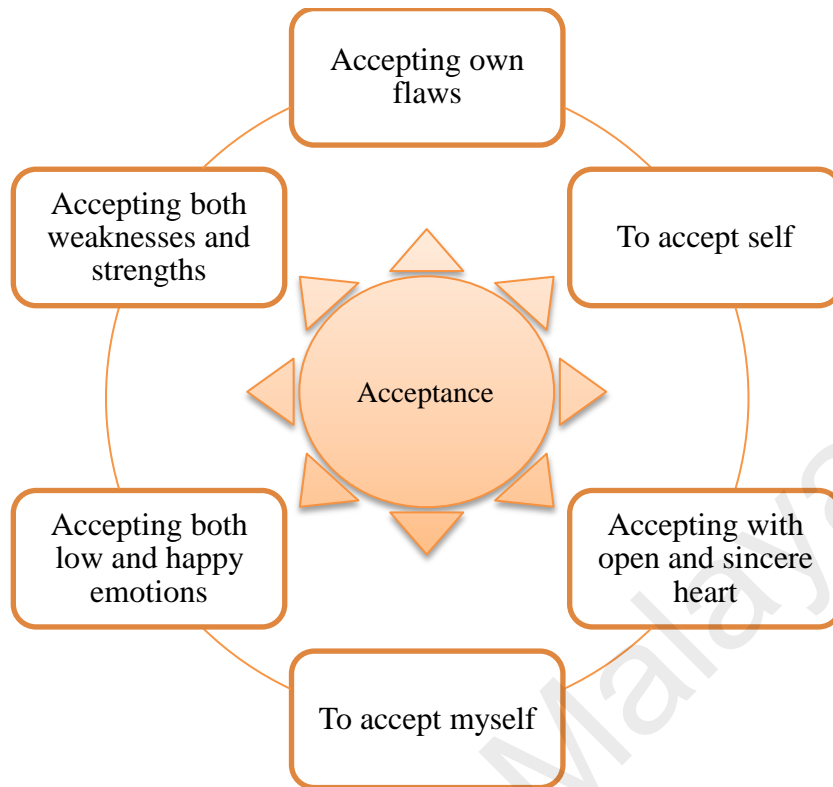 Accepting own
flaws
To accept self
Accepting with
open and sincere
heart
To accept myself
Accepting both
low and happy
emotions
Accepting both
weaknesses and
strengths
Acceptance
Malaya